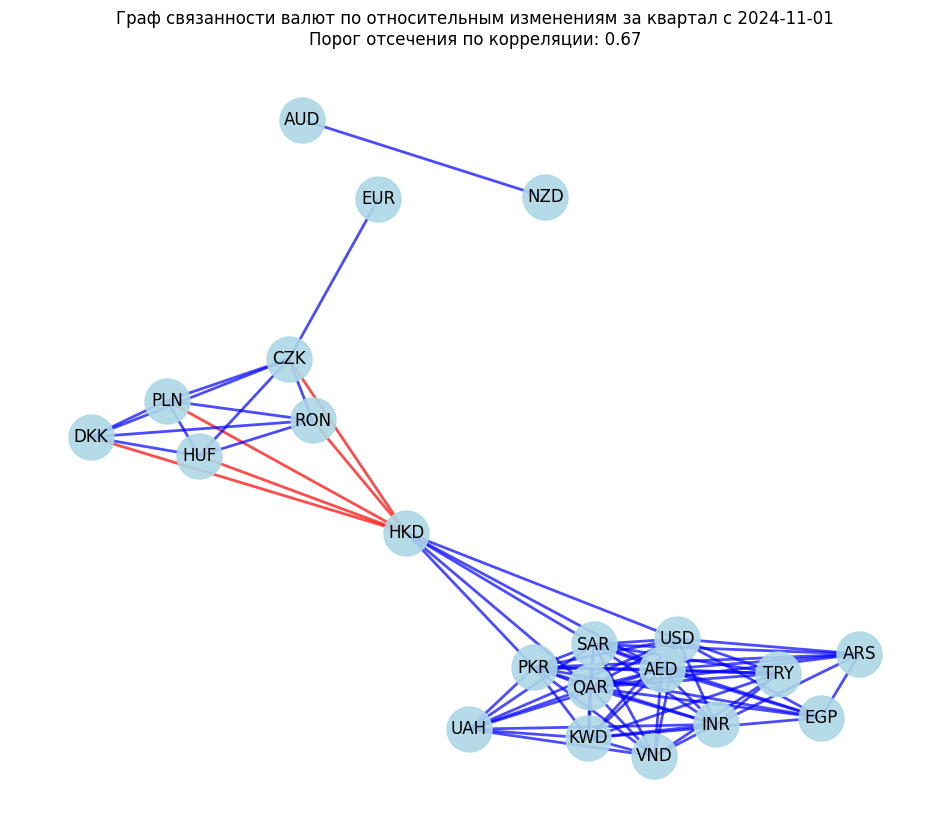 Граф связанности валют по относительным изменениям за квартал с 2024-11-01
Порог отсечения по корреляции: 0.67
AUD
NZD
EUR
CZK
PLN
RON
DKK
HUF
HKD
USD
SAR
ARS
PKR
AED
TRY
QAR
EGP
INR
UAH
KWD
VND